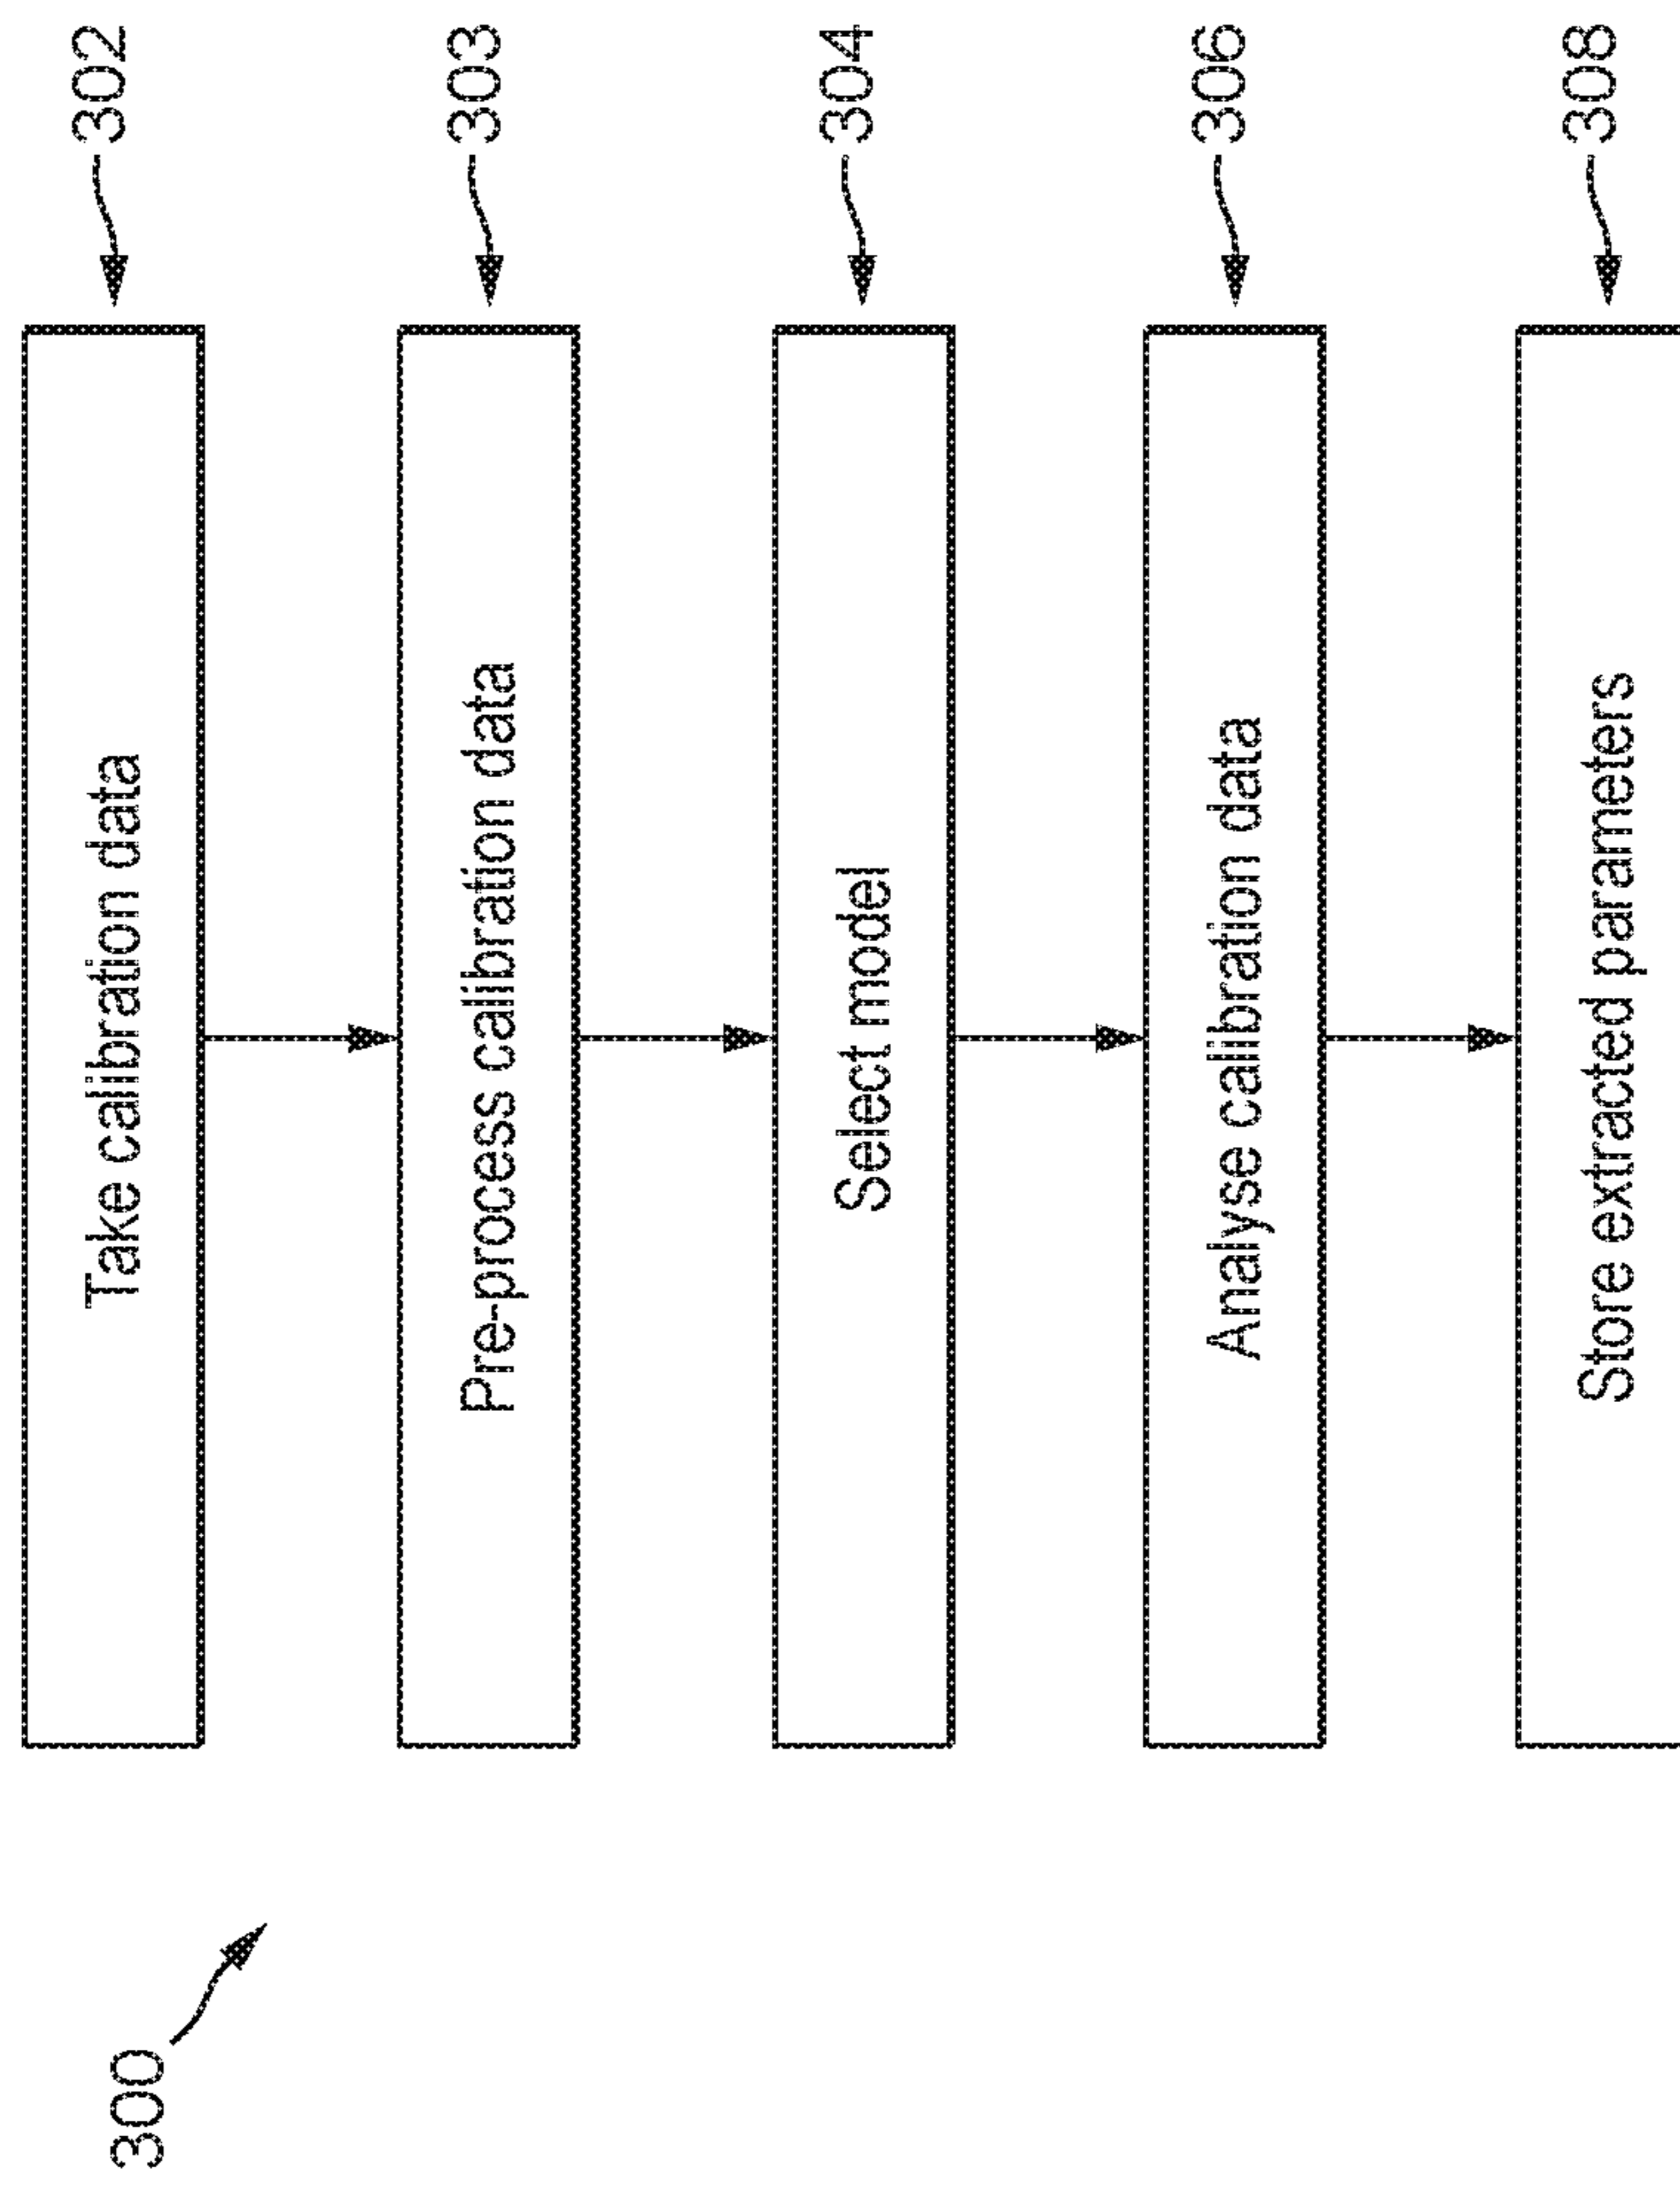 300
Take calibration data
302
Pre-process calibration data
303
Select model
304
Analyse calibration data
306
Store extracted parameters
308